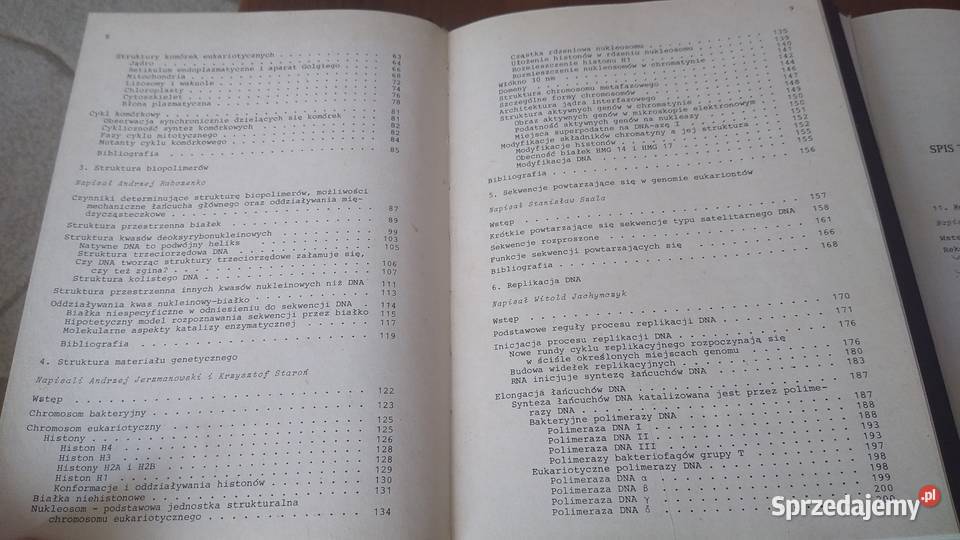 8
Struktury komórek eukariotycznych 63
Jądro 64
Retikulum endoplazmatyczne i aparat Golgiego 66
Mitochondria 68
Lizosomy i wakuole 72
Chloroplasty 74
Cytoszkielet 76
Błona plazmatyczna 78
Cykl komórkowy 81
Obserwacja synchronicznie dzielących się komórek 81
Cykliczność syntez komórkowych 82
Fazy cyklu mitotycznego 82
Mutanty cyklu komórkowego 84
Bibliografia 85
3. Struktura biopolimerów
Napisał Andrzej Rabczenko
Czynniki determinujące strukturę biopolimerów, możliwości
mechaniczne łańcucha głównego oraz oddziaływania mię-
dzycząsteczkowe 87
Struktura przestrzenna białek 89
Struktura kwasów deoksyrybonukleinowych 99
Natywne DNA to podwójny heliks 101
Struktura trzeciorzędowa DNA 105
Czy DNA tworząc struktury trzeciorzędowe załamuje się,
czy też zgina? 106
Struktura kolistego DNA 107
Struktura przestrzenna innych kwasów nukleinowych niż DNA 111
Oddziaływania kwas nukleinowy-białko 113
Białka niespecyficzne w odniesieniu do sekwencji DNA 114
Hipotetyczny model rozpoznawania sekwencji przez białko 115
Molekularne aspekty katalizy enzymatycznej 117
Bibliografia 119
4. Struktura materiału genetycznego
Napisali Andrzej Jerzmanowski i Krzysztof Staroń
Wstęp 122
Chromosom bakteryjny 123
Chromosom eukariotyczny 125
Histony 125
Histon H4 126
Histon H3 128
Histony H2A i H2B 128
Histon H1 129
Konformacje i oddziaływania histonów 130
Białka niehistonowe 131
Nukleosom - podstawowa jednostka strukturalna
chromosomu eukariotycznego 134
9
Cząstka rdzeniowa nukleosomu 135
Ułożenie histonów w rdzeniu nukleosomu 139
Rozmieszczenie histonu H1 140
Rozmieszczenie nukleosomów w chromatynie 141
Włókno 10 nm 142
Domeny 144
Struktura chromosomu metafazowego 146
Szczególne formy chromosomów 147
Architektura jądra interfazowego 148
Struktura aktywnych genów w chromatynie 149
Obraz aktywnych genów w mikroskopie elektronowym 150
Podatność aktywnych genów na nukleazy 150
Miejsca superpodatne na DNA-zę I 151
Modyfikacje składników chromatyny a jej struktura 152
Modyfikacje histonów 152
Obecność białek HMG 14 i HMG 17 155
Modyfikacja DNA 155
Bibliografia 156
5. Sekwencje powtarzające się w genomie eukariontów
Napisał Stanisław Szala
Wstęp 157
Krótkie powtarzające się sekwencje typu satelitarnego DNA 158
Sekwencje rozproszone 161
Funkcje sekwencji powtarzających się 166
Bibliografia 168
6. Replikacja DNA
Napisał Witold Jachymczyk
Wstęp 170
Podstawowe reguły procesu replikacji DNA 171
Inicjacja procesu replikacji DNA 176
Nowe rundy cyklu replikacyjnego rozpoczynają się
w ściśle określonych miejscach genomu 176
Budowa widełek replikacyjnych 180
RNA inicjuje syntezę łańcuchów DNA 183
Elongacja łańcuchów DNA 187
Synteza łańcuchów DNA katalizowana jest przez polime-
razy DNA 187
Bakteryjne polimerazy DNA 188
Polimeraza DNA I 188
Polimeraza DNA II 193
Polimeraza DNA III 193
Polimerazy bakteriofagów grupy T 197
Eukariotyczne polimerazy DNA 198
Polimeraza DNA α 198
Polimeraza DNA β 199
Polimeraza DNA γ 200
Polimeraza DNA δ 200
SPIS
11.
Wstę
Sprzedajemy.pl